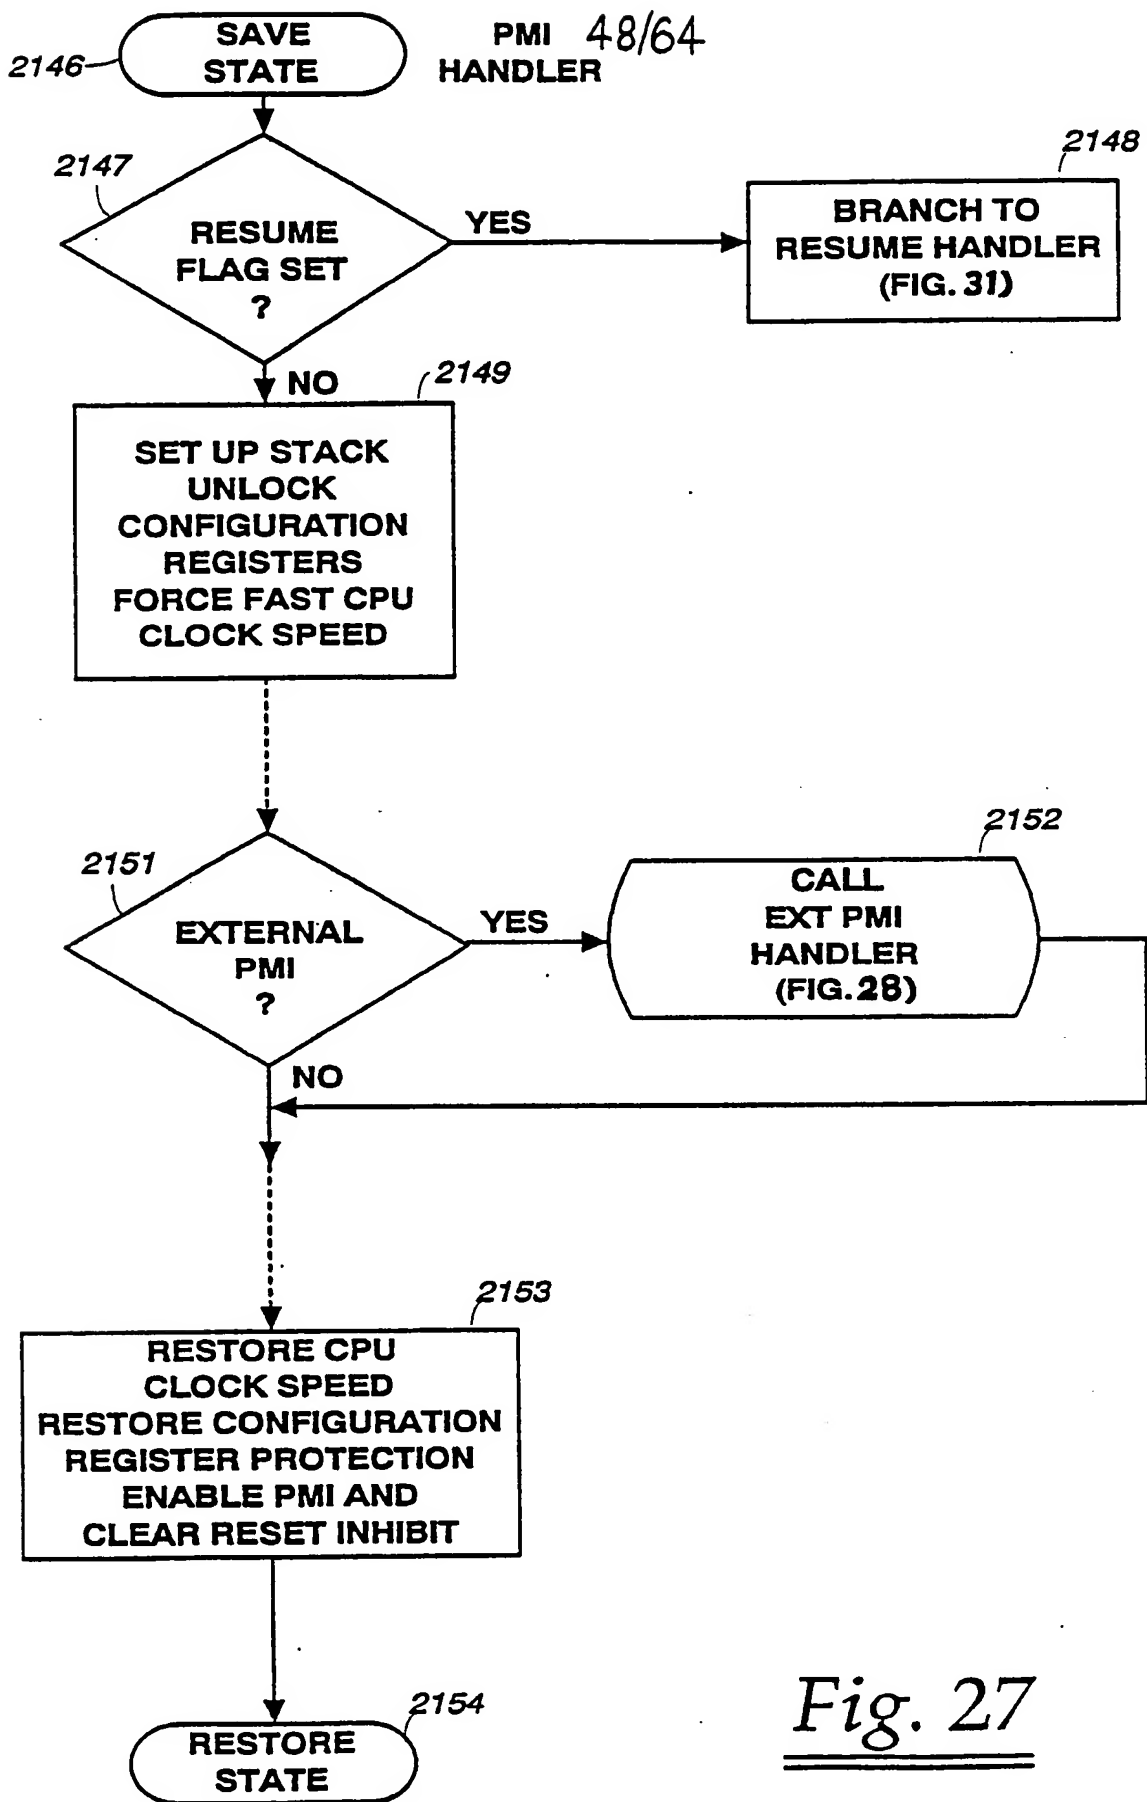 SAVE
STATE
2146
PMI
HANDLER
48/64
2147
RESUME
FLAG SET
?
YES
2148
BRANCH TO
RESUME HANDLER
(FIG. 31)
NO
2149
SET UP STACK
UNLOCK
CONFIGURATION
REGISTERS
FORCE FAST CPU
CLOCK SPEED
2151
EXTERNAL
PMI
?
YES
2152
CALL
EXT PMI
HANDLER
(FIG. 28)
NO
2153
RESTORE CPU
CLOCK SPEED
RESTORE CONFIGURATION
REGISTER PROTECTION
ENABLE PMI AND
CLEAR RESET INHIBIT
2154
RESTORE
STATE
Fig. 27